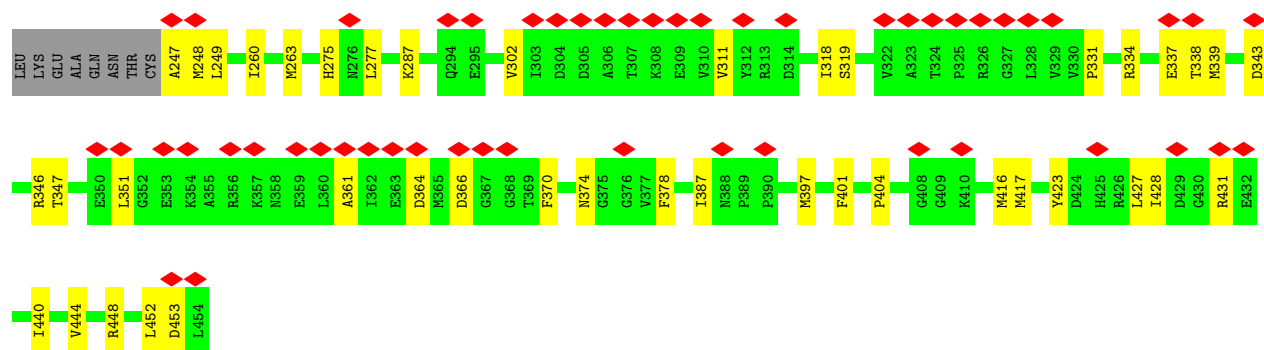 LEU LYS GLU ALA GLN ASN THR CYS A247 M248 L249 I260 M263 H275 N276 L277 K287 Q294 E295 V302 I303 D304 D305 A306 T307 K308 E309 V310 V311 Y312 R313 D314 I318 S319 V322 A323 T324 P325 R326 G327 L328 V329 V330 P331 R334 E337 T338 M339 D343
R346 T347 E350 L351 G352 E353 K354 A355 R356 K357 N358 E359 L360 A361 I362 E363 D364 M365 D366 G367 G368 T369 F370 N374 G375 G376 V377 F378 I387 N388 P389 P390 M397 F401 P404 G408 G409 K410 M416 M417 Y423 D424 H425 R426 L427 I428 D429 G430 R431 E432
I440 V444 R448 L452 D453 L454